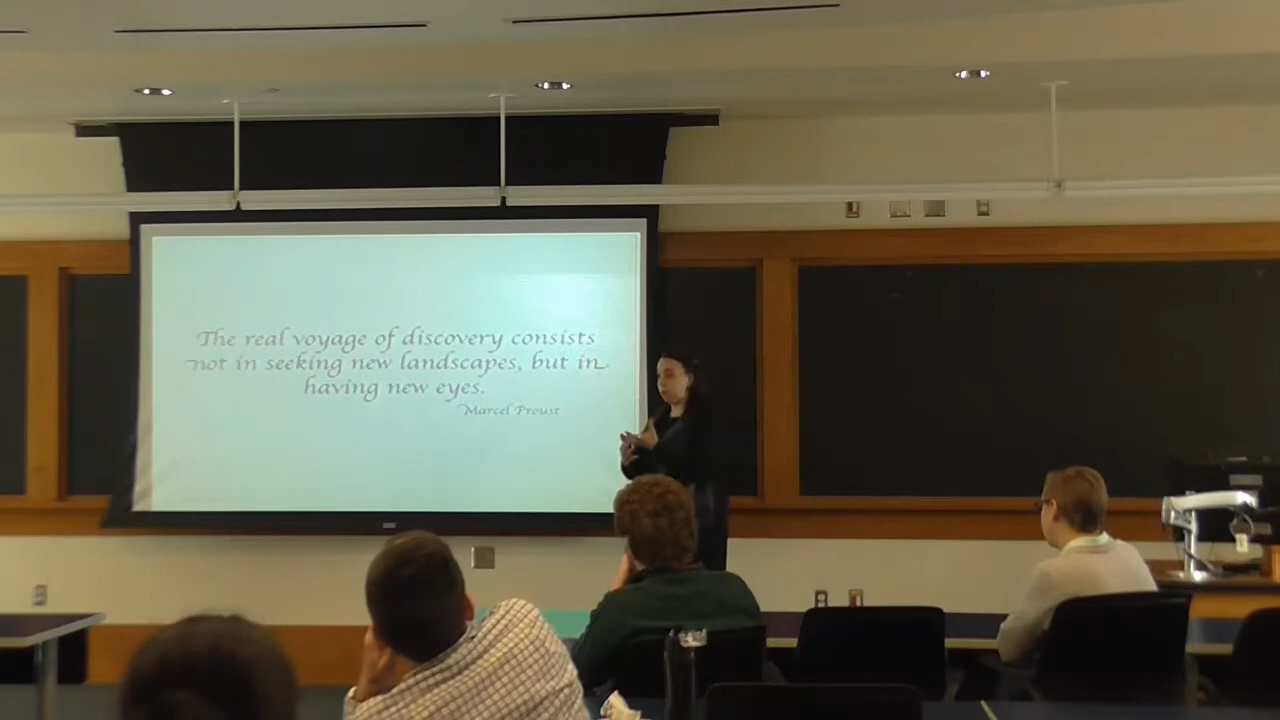 The real voyage of discovery consists
not in seeking new landscapes, but in
having new eyes.
Marcel Proust